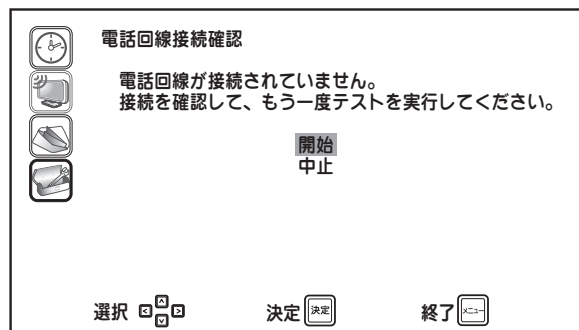 電話回線接続確認
電話回線が接続されていません。
接続を確認して、もう一度テストを実行してください。
開始
中止
選択 決定 決定 終了 メニュー